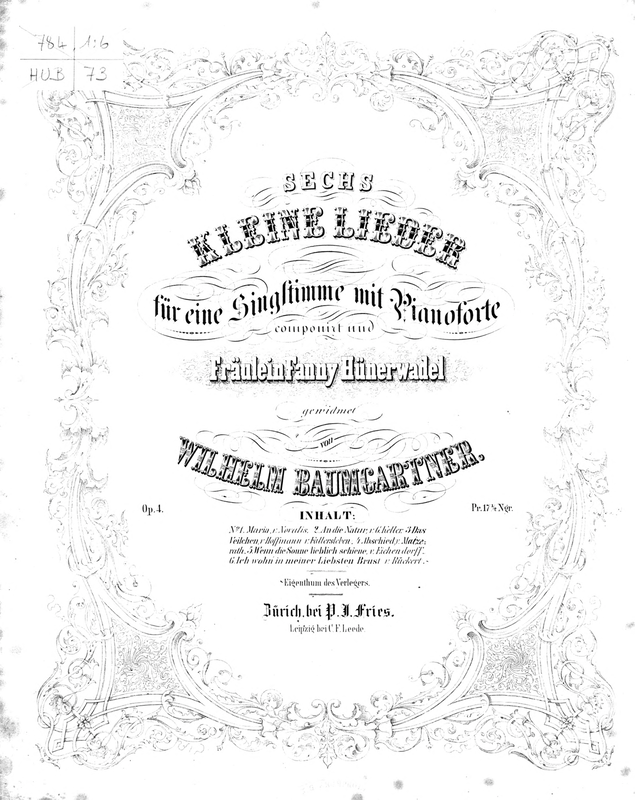 784 1:6
HUB 73
SECHS
KLEINE LIEDER
für eine Singstimme mit Pianoforte
componirt und
Fräulein Fanny Hünerwadel
gewidmet
von
WILHELM BAUMGARTNER.
Op. 4.
Pr. 17½ Ngr.
INHALT:
No 1. Maria, v. Novalis. 2. An die Natur, v. G. Keller. 3. Das
Veilchen, v. Hoffmann v. Fallersleben. 4. Abschied, v. Matze-
rath. 5. Wenn die Sonne lieblich schiene, v. Eichendorff.
6. Ich wohn in meiner Liebsten Brust v. Rückert.
Eigenthum des Verlegers.
Zürich, bei P. J. Fries.
Leipzig bei C. F. Leede.